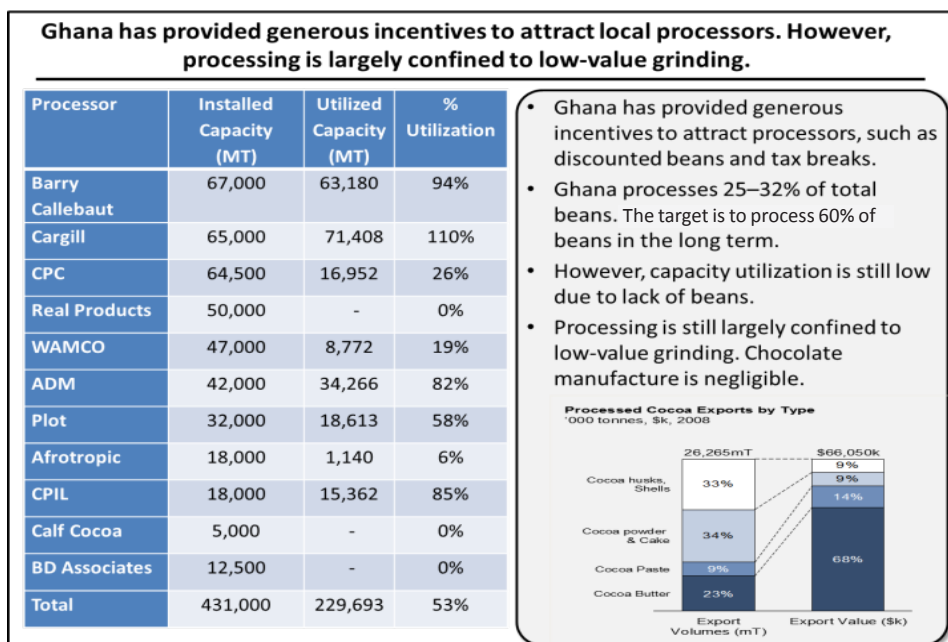 Ghana has provided generous incentives to attract local processors. However,
processing is largely confined to low-value grinding.
Processor Installed Capacity (MT) Utilized Capacity (MT) % Utilization
Barry Callebaut 67,000 63,180 94%
Cargill 65,000 71,408 110%
CPC 64,500 16,952 26%
Real Products 50,000 - 0%
WAMCO 47,000 8,772 19%
ADM 42,000 34,266 82%
Plot 32,000 18,613 58%
Afrotropic 18,000 1,140 6%
CPIL 18,000 15,362 85%
Calf Cocoa 5,000 - 0%
BD Associates 12,500 - 0%
Total 431,000 229,693 53%
• Ghana has provided generous
incentives to attract processors, such as
discounted beans and tax breaks.
• Ghana processes 25–32% of total
beans. The target is to process 60% of
beans in the long term.
• However, capacity utilization is still low
due to lack of beans.
• Processing is still largely confined to
low-value grinding. Chocolate
manufacture is negligible.
Processed Cocoa Exports by Type
'000 tonnes, $k, 2008
26,265mT $66,050k
Cocoa husks, Shells 33% 9%
Cocoa powder & Cake 34% 9%
Cocoa Paste 9% 14%
Cocoa Butter 23% 68%
Export Volumes (mT) Export Value ($k)